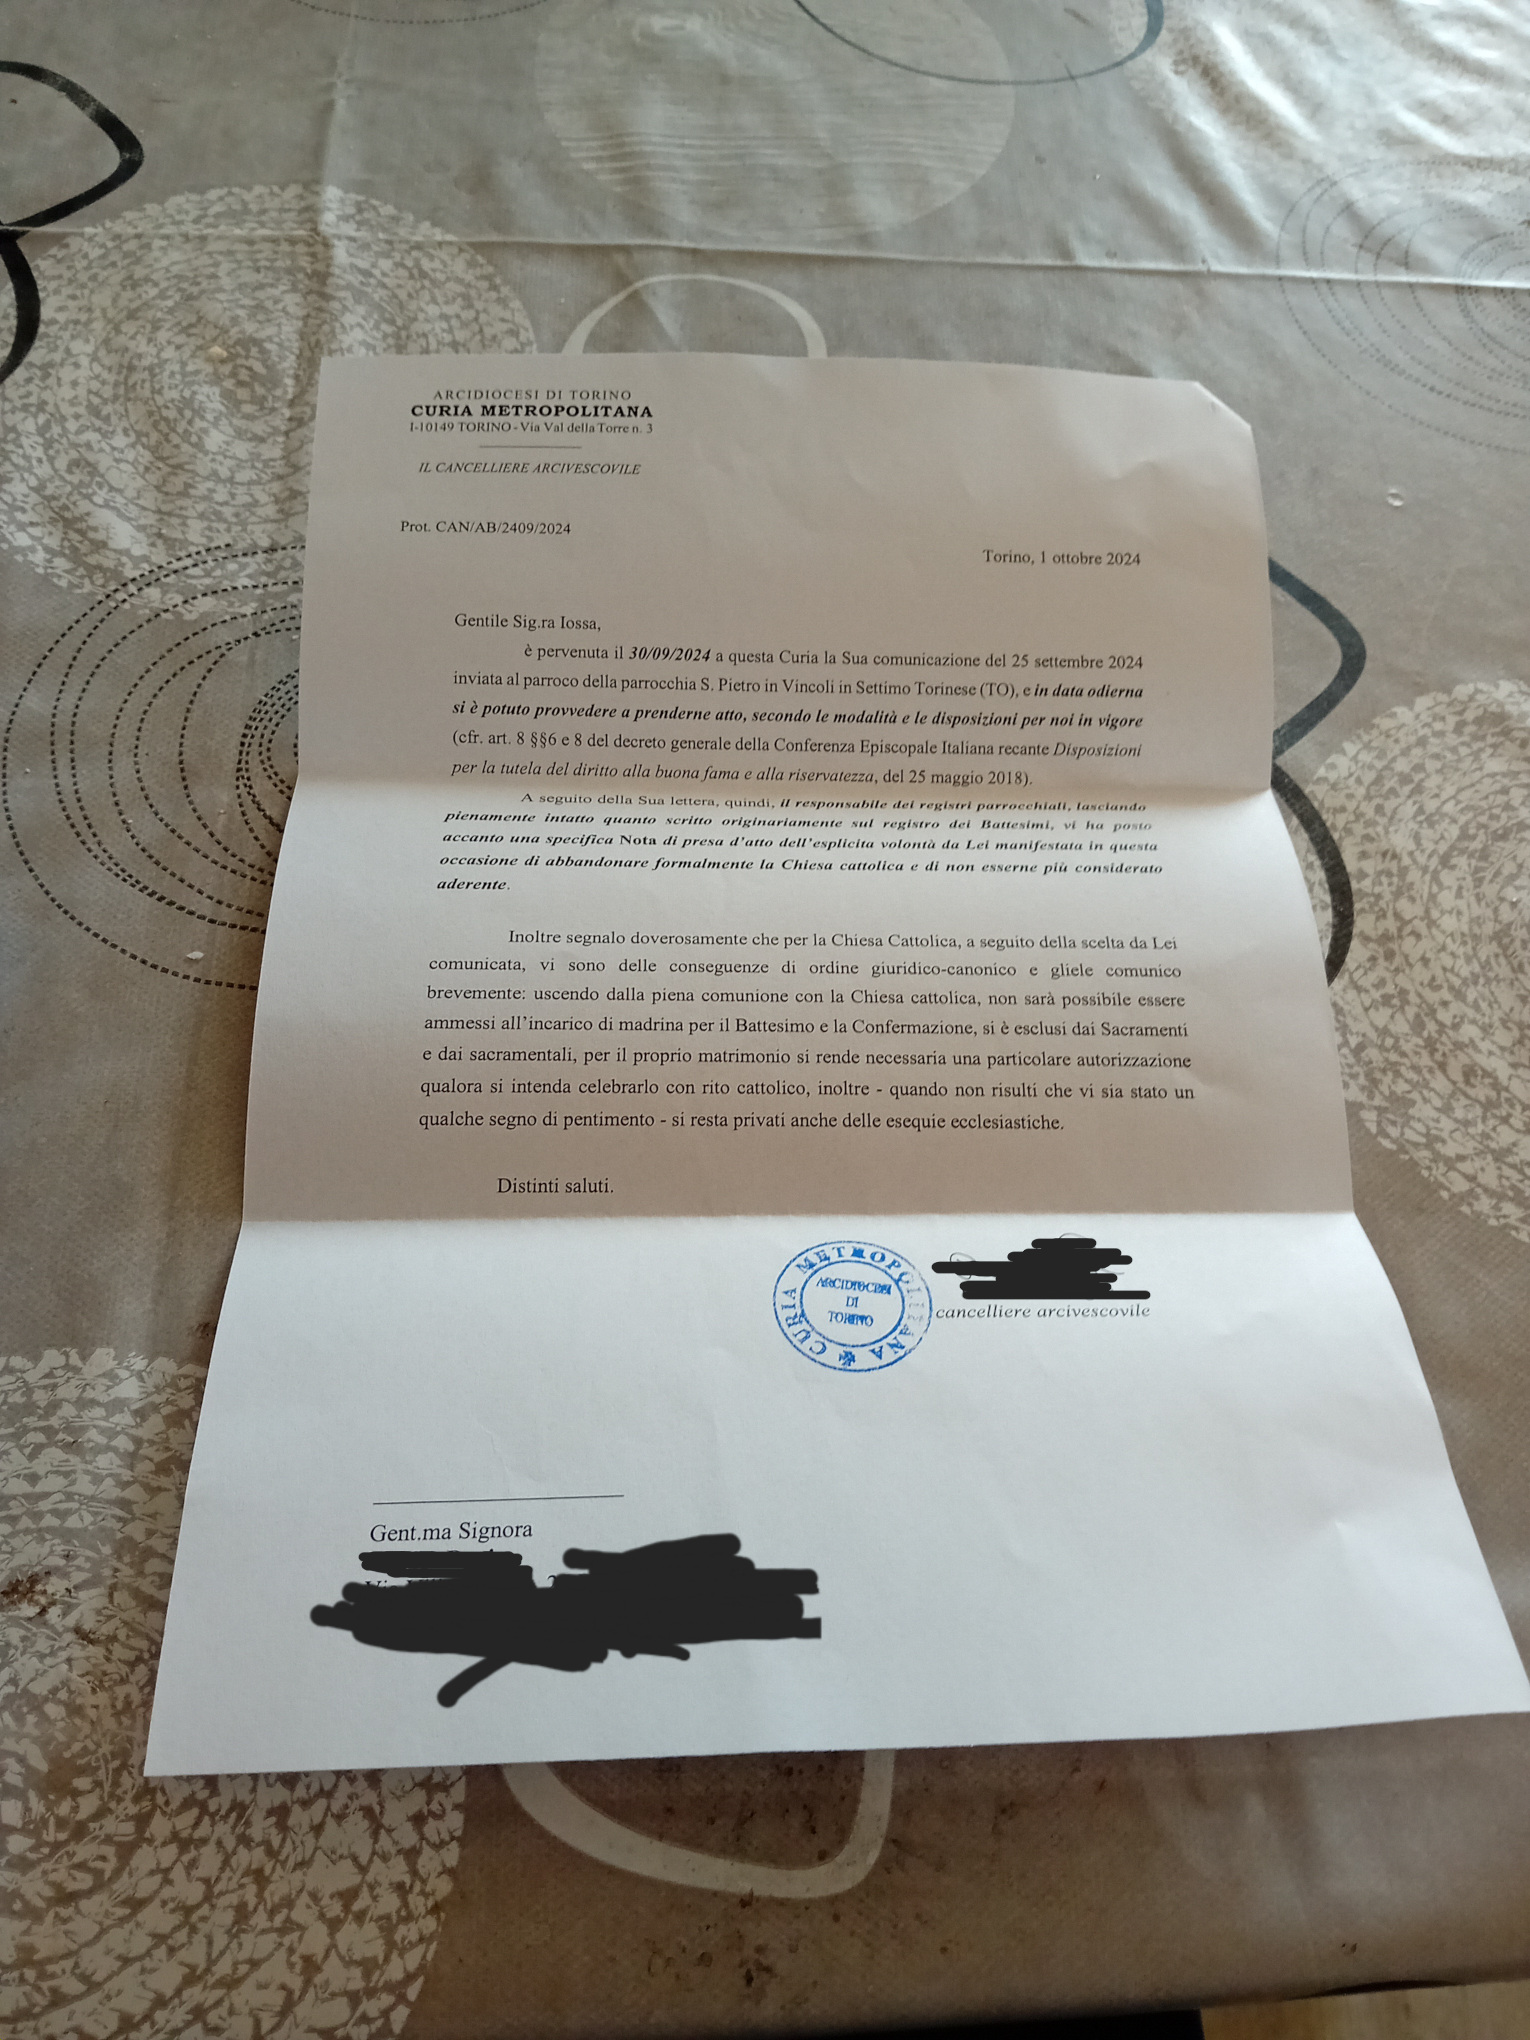 ARCIDIOCESI DI TORINO
CURIA METROPOLITANA
I-10149 TORINO - Via Val della Torre n. 3
IL CANCELLIERE ARCIVESCOVILE
Prot. CAN/AB/2409/2024
Torino, 1 ottobre 2024
Gentile Sig.ra Iossa,
è pervenuta il 30/09/2024 a questa Curia la Sua comunicazione del 25 settembre 2024
inviata al parroco della parrocchia S. Pietro in Vincoli in Settimo Torinese (TO), e in data odierna
si è potuto provvedere a prenderne atto, secondo le modalità e le disposizioni per noi in vigore
(cfr. art. 8 §§6 e 8 del decreto generale della Conferenza Episcopale Italiana recante Disposizioni
per la tutela del diritto alla buona fama e alla riservatezza, del 25 maggio 2018).
A seguito della Sua lettera, quindi, il responsabile dei registri parrocchiali, lasciando
pienamente intatto quanto scritto originariamente sul registro dei Battesimi, vi ha posto
accanto una specifica Nota di presa d'atto dell'esplicita volontà da Lei manifestata in questa
occasione di abbandonare formalmente la Chiesa cattolica e di non esserne più considerato
aderente.
Inoltre segnalo doverosamente che per la Chiesa Cattolica, a seguito della scelta da Lei
comunicata, vi sono delle conseguenze di ordine giuridico-canonico e gliele comunico
brevemente: uscendo dalla piena comunione con la Chiesa cattolica, non sarà possibile essere
ammessi all'incarico di madrina per il Battesimo e la Confermazione, si è esclusi dai Sacramenti
e dai sacramentali, per il proprio matrimonio si rende necessaria una particolare autorizzazione
qualora si intenda celebrarlo con rito cattolico, inoltre - quando non risulti che vi sia stato un
qualche segno di pentimento - si resta privati anche delle esequie ecclesiastiche.
Distinti saluti.
CURIA METROPOLITANA
ARCIDIOCESI
DI
TORINO
cancelliere arcivescovile
Gent.ma Signora